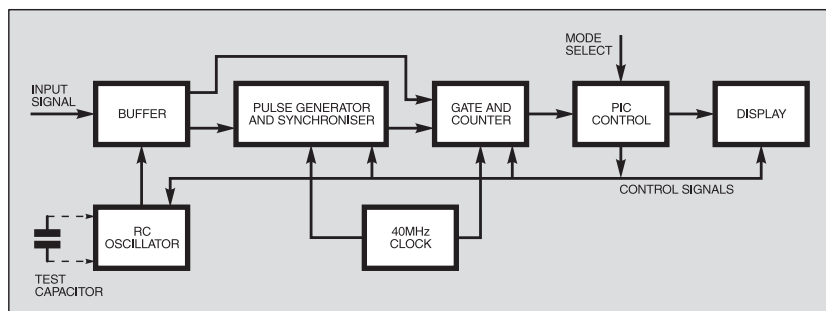 MODE
SELECT
INPUT
SIGNAL
BUFFER
PULSE GENERATOR
AND SYNCHRONISER
GATE AND
COUNTER
PIC
CONTROL
DISPLAY
CONTROL SIGNALS
RC
OSCILLATOR
40MHz
CLOCK
TEST
CAPACITOR